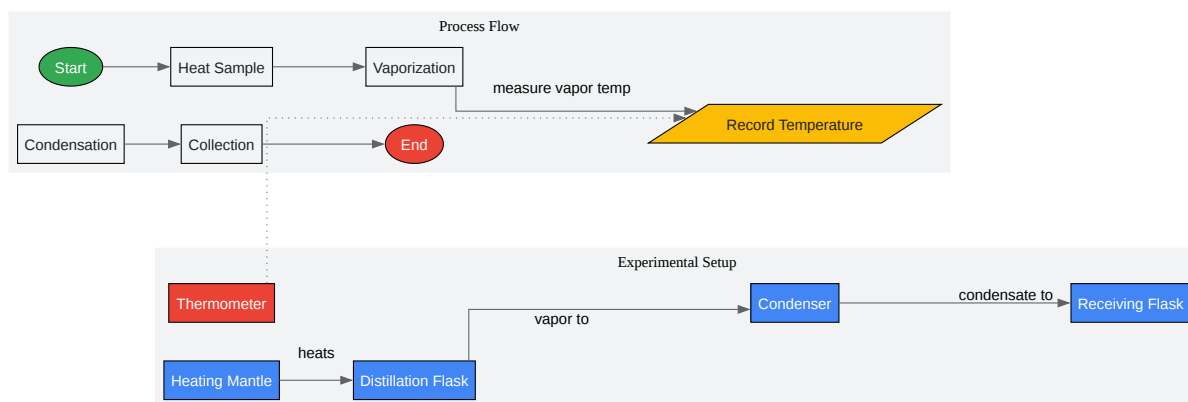 Process Flow
Start
Heat Sample
Vaporization
measure vapor temp
Record Temperature
Condensation
Collection
End
Experimental Setup
Thermometer
Condenser
condensate to
Receiving Flask
vapor to
heats
Heating Mantle
Distillation Flask